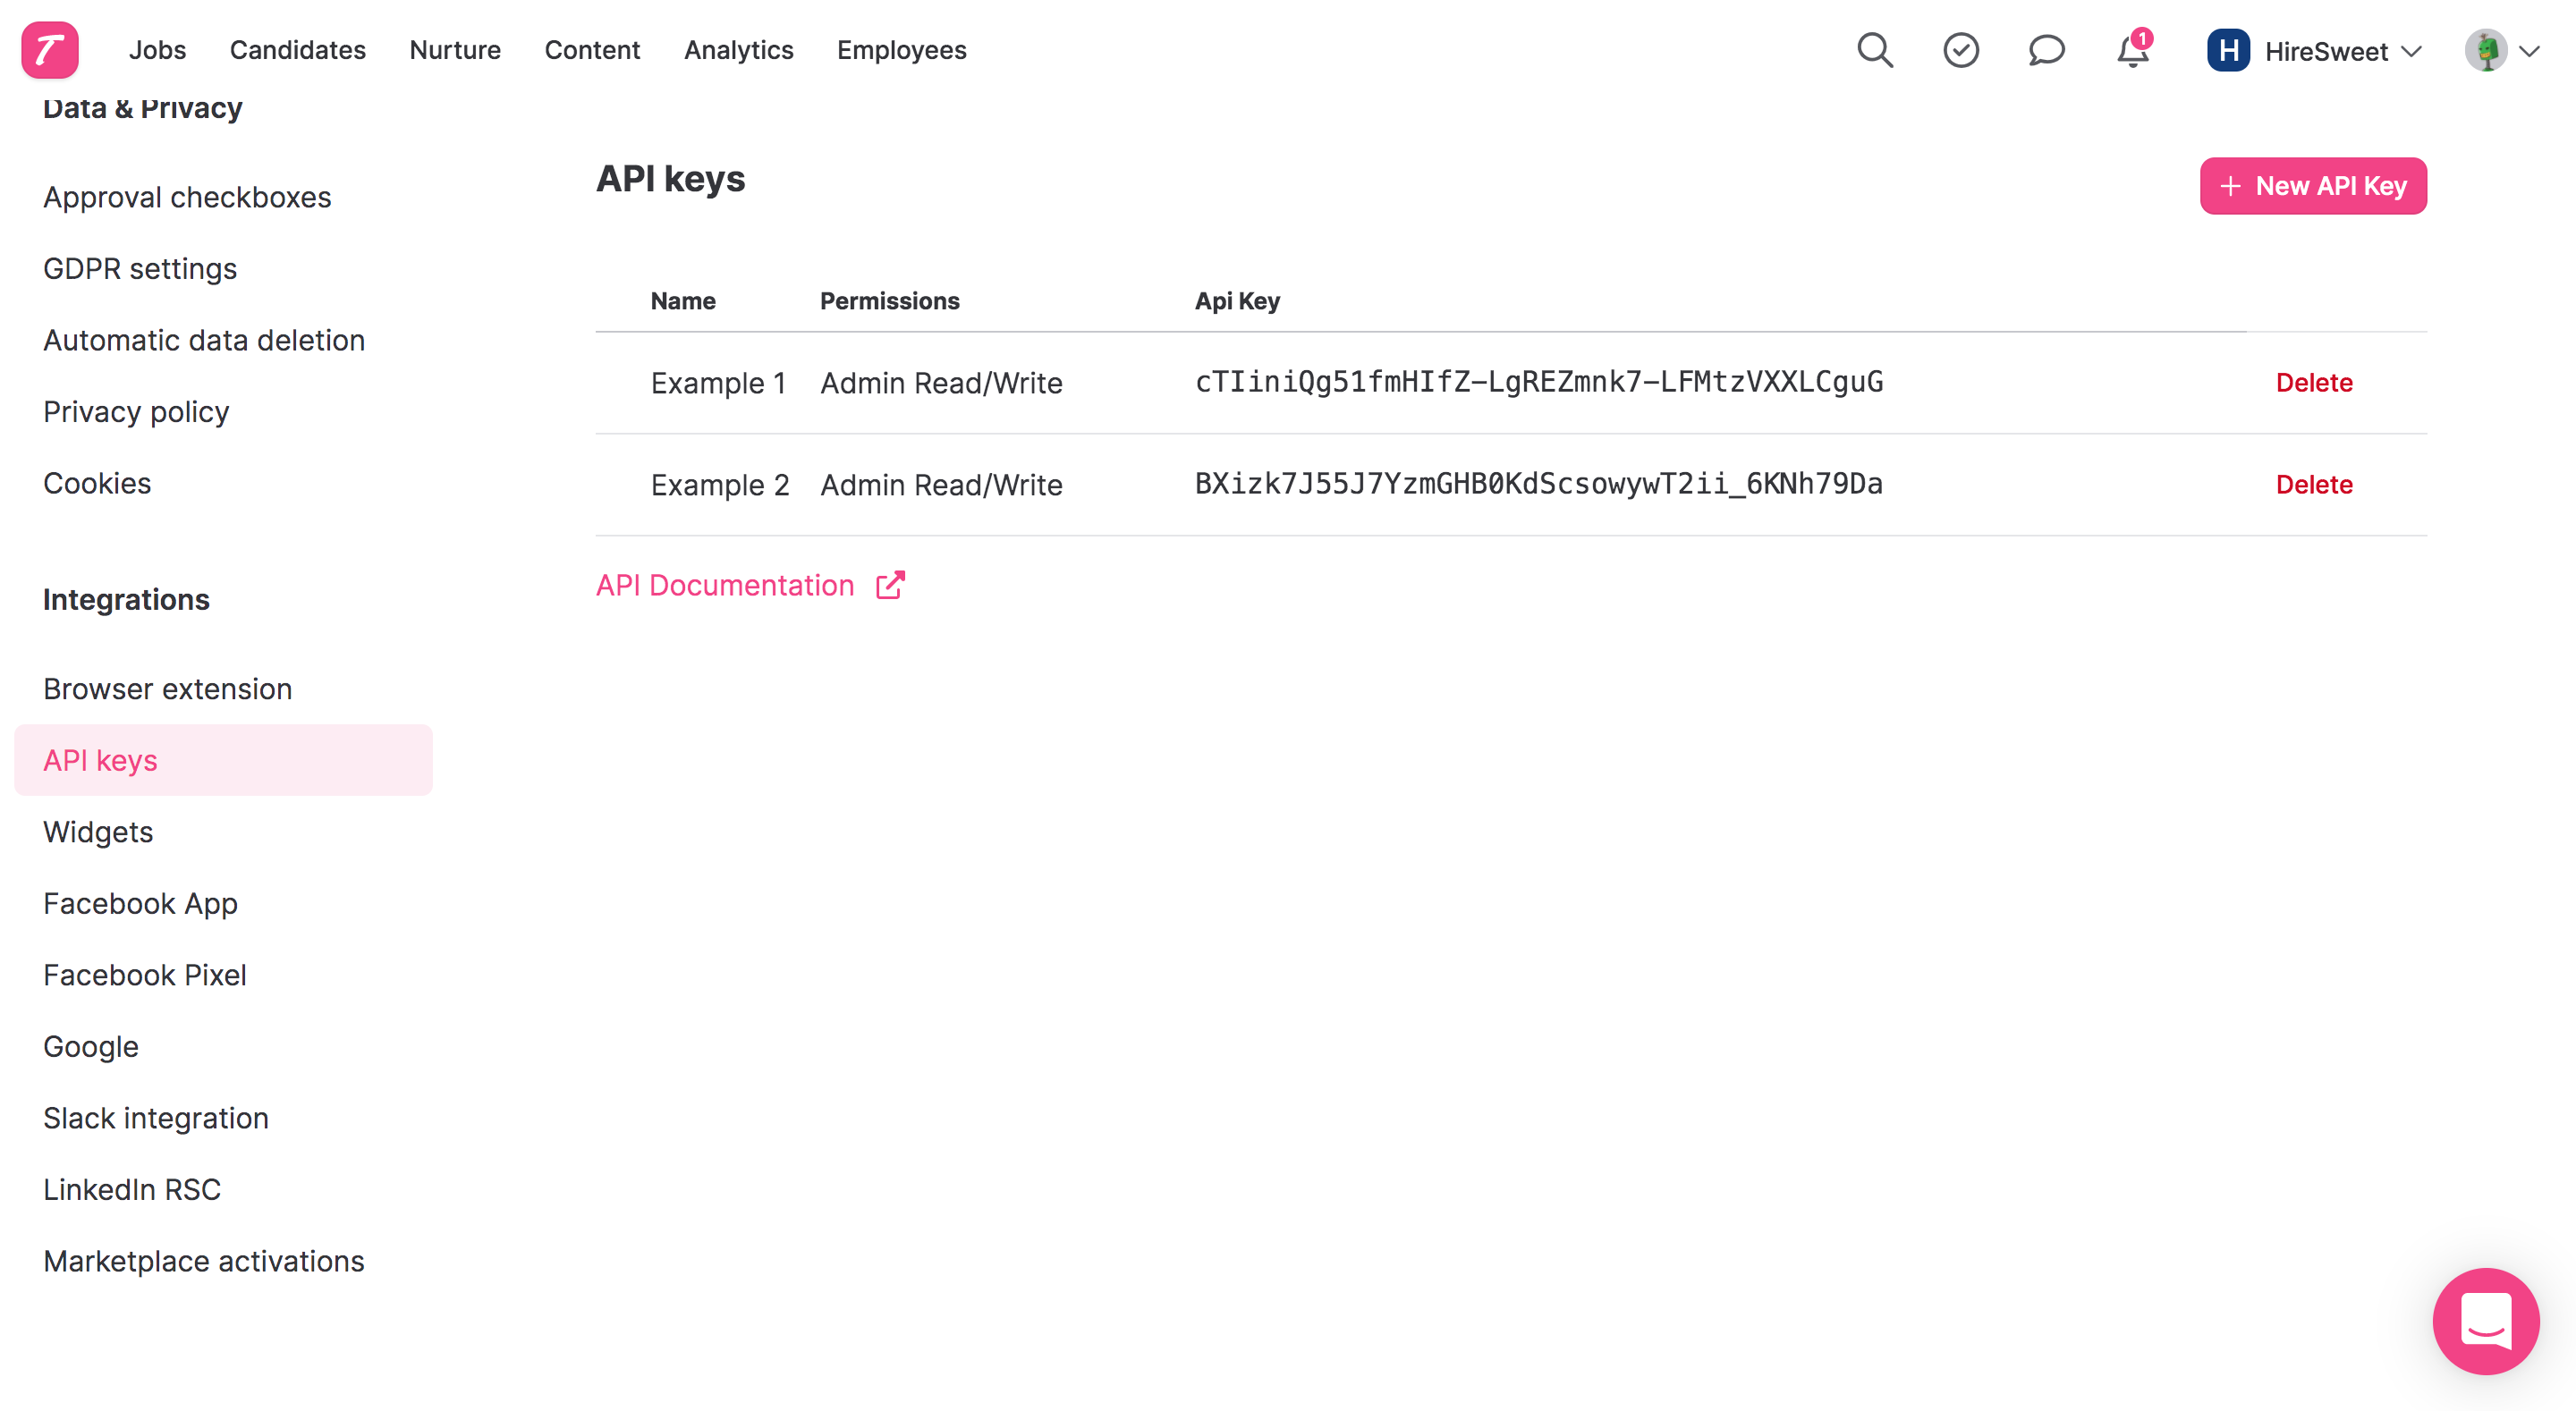 T Jobs Candidates Nurture Content Analytics Employees 1 H HireSweet
Data & Privacy
Approval checkboxes
GDPR settings
Automatic data deletion
Privacy policy
Cookies
Integrations
Browser extension
API keys
Widgets
Facebook App
Facebook Pixel
Google
Slack integration
LinkedIn RSC
Marketplace activations
API keys
+ New API Key
Name Permissions Api Key
Example 1 Admin Read/Write cTIiniQg51fmHIfZ-LgREZmnk7-LFMtzVXXLCguG Delete
Example 2 Admin Read/Write BXizk7J55J7YzmGHB0KdScsowywT2ii_6KNh79Da Delete
API Documentation